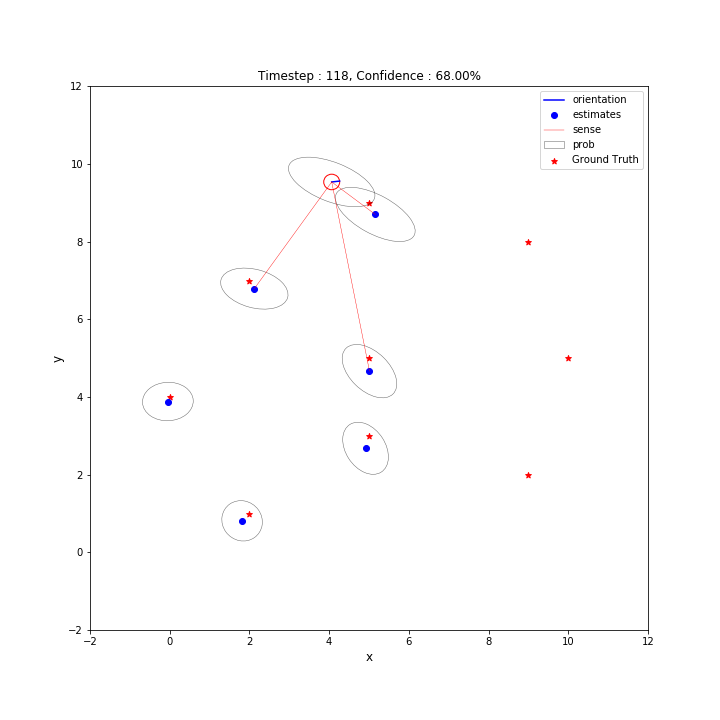 Timestep : 118, Confidence : 68.00%
12
10
8
6
4
2
0
−2
y
−2
0
2
4
6
8
10
12
x
orientation
estimates
sense
prob
Ground Truth